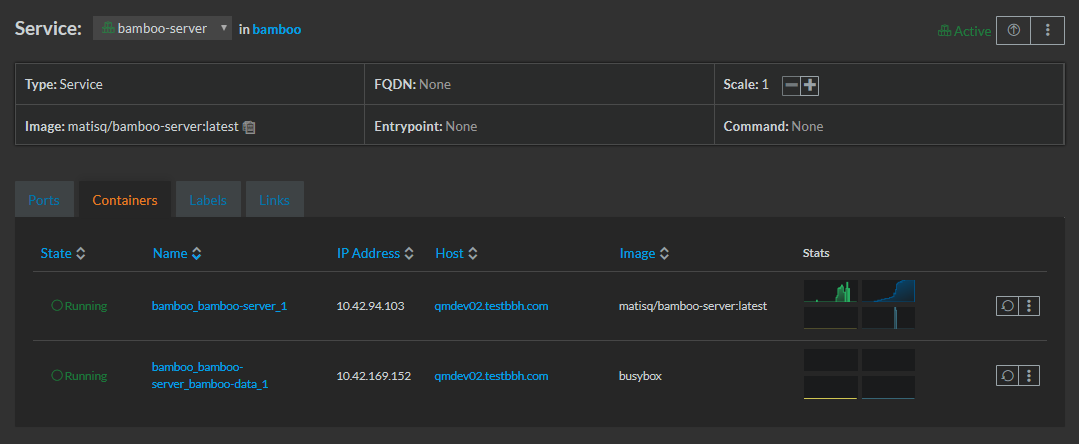 Service: bamboo-server in bamboo Active
Type: Service FQDN: None Scale: 1
Image: matisq/bamboo-server:latest Entrypoint: None Command: None
Ports Containers Labels Links
State Name IP Address Host Image Stats
Running bamboo_bamboo-server_1 10.42.94.103 qmdev02.testbbh.com matisq/bamboo-server:latest
Running bamboo_bamboo-
server_bamboo-data_1 10.42.169.152 qmdev02.testbbh.com busybox